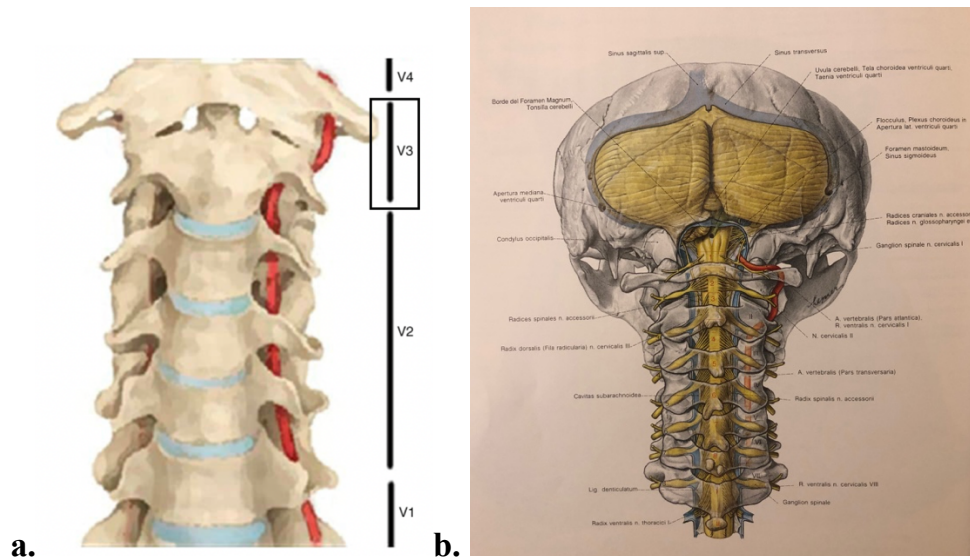 V4
V3
V2
V1
a.
b.
Sinus sagittalis sup.
Borde del Foramen Magnum,
Tonsilla cerebelli
Apertura mediana
ventriculi quarti
Condylus occipitalis
Radices spinales n. accessorii
Radix dorsalis (Fila radicularia) n. cervicalis III
Cavitas subarachnoidea
Lig. denticulatum
Radix ventralis n. thoracici I
Sinus transversus
Uvula cerebelli, Tela choroidea ventriculi quarti,
Taenia ventriculi quarti
Flocculus, Plexus choroideus
Apertura lat. ventriculi quarti
Foramen mastoideum,
Sinus sigmoideus
Radices craniales n.
Radices n. glossopharyngei
Ganglion spinale n. cervicalis I
A. vertebralis (Pars atlantica),
R. ventralis n. cervicalis I
N. cervicalis II
A. vertebralis (Pars transversaria)
Radix spinalis n. accessorii
R. ventralis n. cervicalis VIII
Ganglion spinale